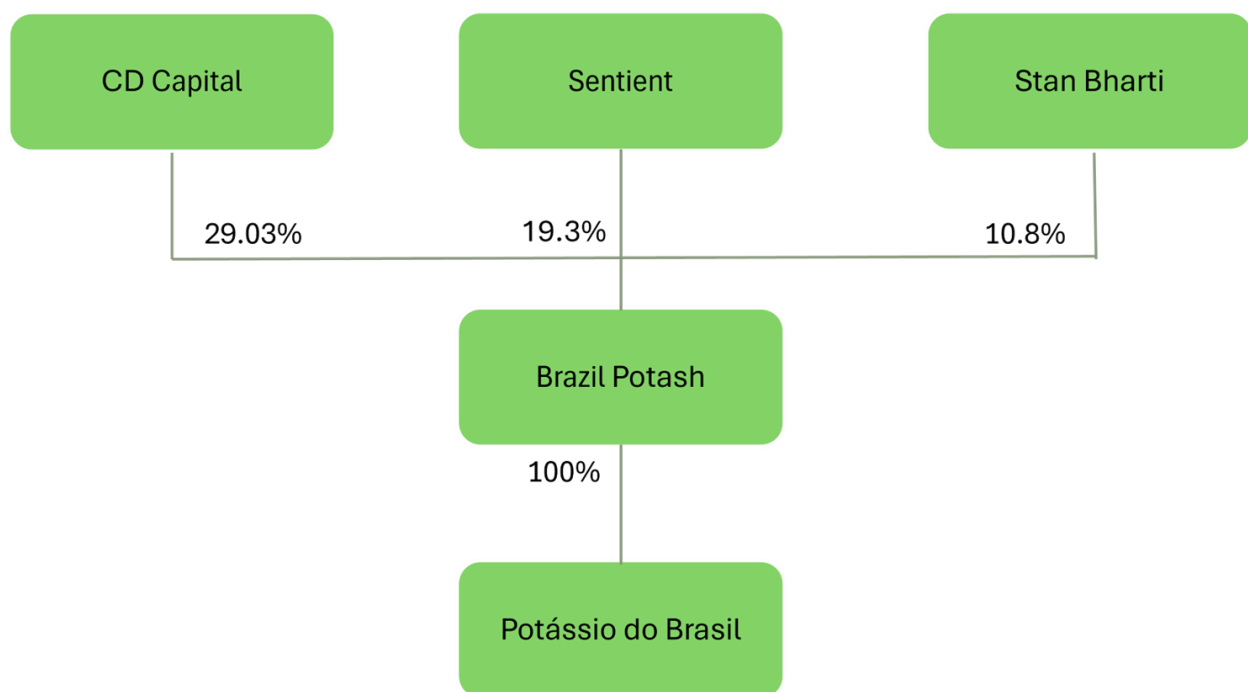 CD Capital
Sentient
Stan Bharti
29.03%
19.3%
10.8%
Brazil Potash
100%
Potássio do Brasil